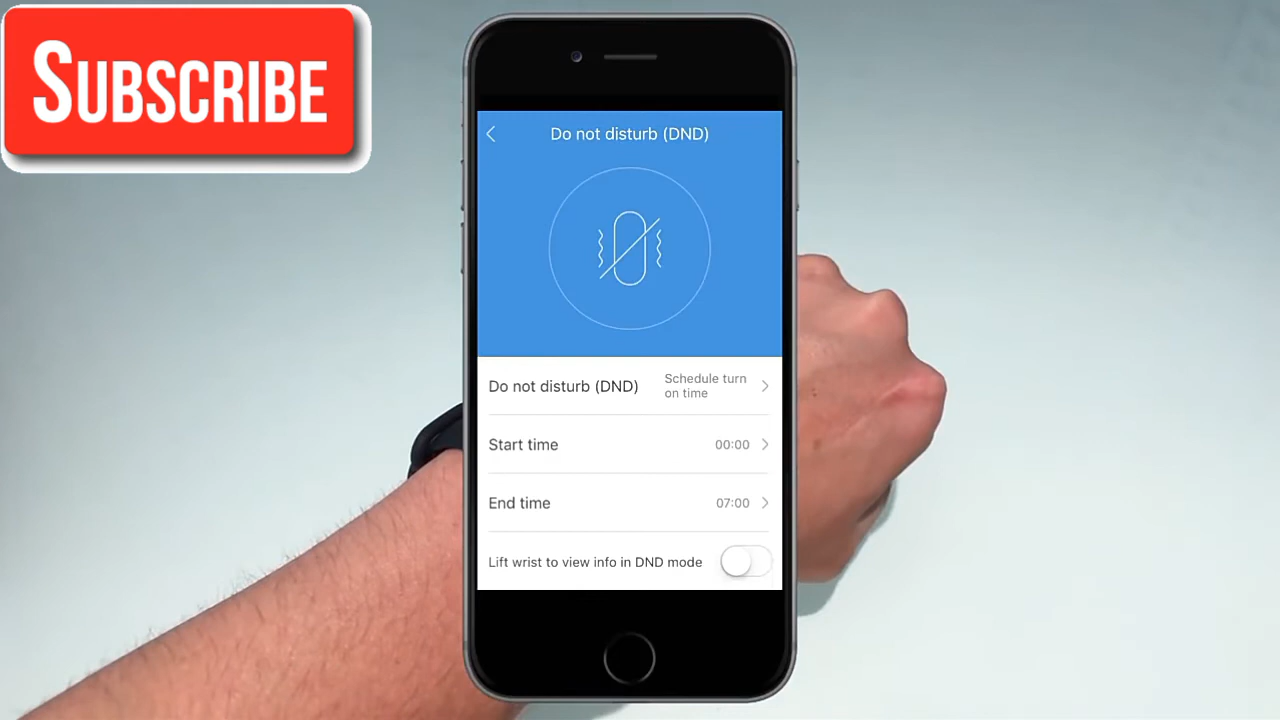 SUBSCRIBE
Do not disturb (DND)
Do not disturb (DND) Schedule turn
on time
Start time 00:00
End time 07:00
Lift wrist to view info in DND mode